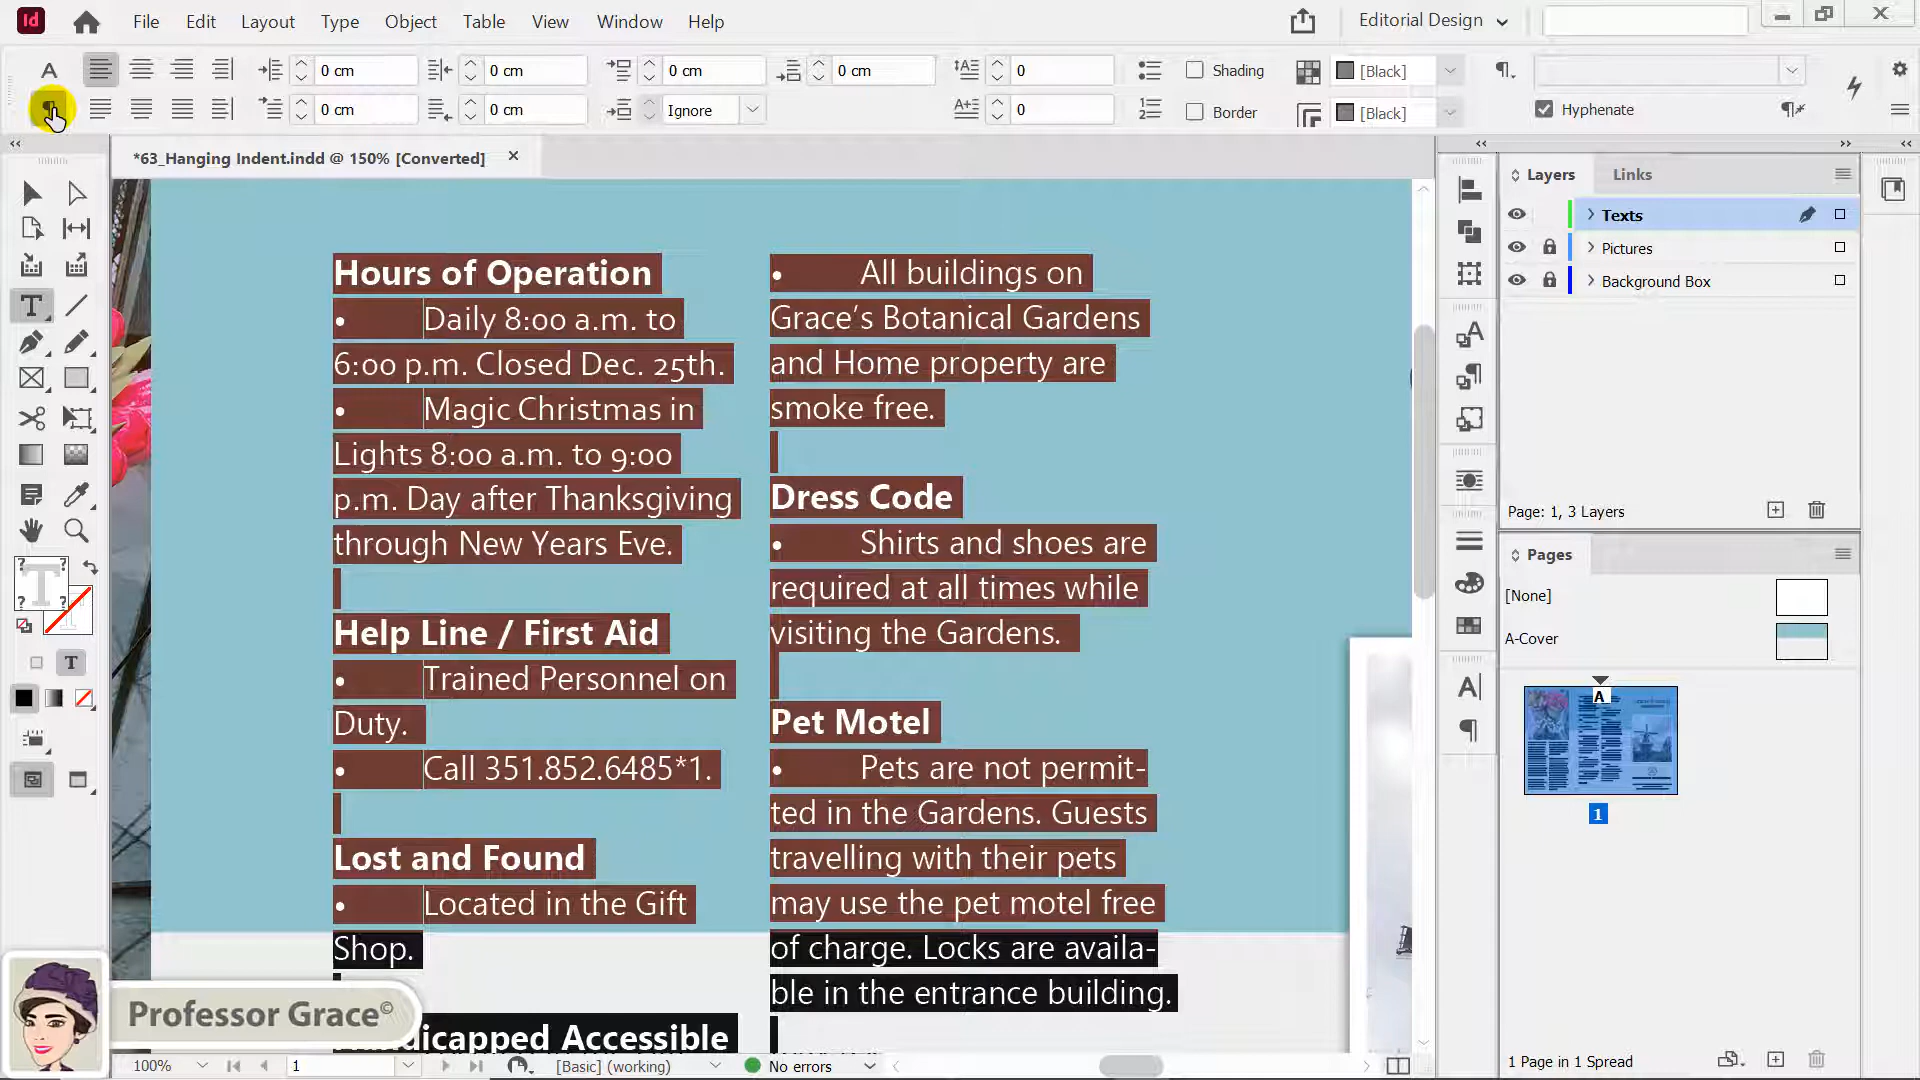 Id
File Edit Layout Type Object Table View Window Help
Editorial Design
A 0 cm 0 cm 0 cm 0 cm 0 Shading [Black]
0 cm 0 cm Ignore 0 Border [Black] Hyphenate
*63_Hanging Indent.indd @ 150% [Converted]
Hours of Operation
• Daily 8:00 a.m. to
6:00 p.m. Closed Dec. 25th.
• Magic Christmas in
Lights 8:00 a.m. to 9:00
p.m. Day after Thanksgiving
through New Years Eve.
Help Line / First Aid
• Trained Personnel on
Duty.
• Call 351.852.6485*1.
Lost and Found
• Located in the Gift
Shop.
dicapped Accessible
• All buildings on
Grace’s Botanical Gardens
and Home property are
smoke free.
Dress Code
• Shirts and shoes are
required at all times while
visiting the Gardens.
Pet Motel
• Pets are not permit-
ted in the Gardens. Guests
travelling with their pets
may use the pet motel free
of charge. Locks are availa-
ble in the entrance building.
Professor Grace©
Layers Links
Texts
Pictures
Background Box
Page: 1, 3 Layers
Pages
[None]
A-Cover
A
1
1 Page in 1 Spread
100% 1 [Basic] (working) No errors